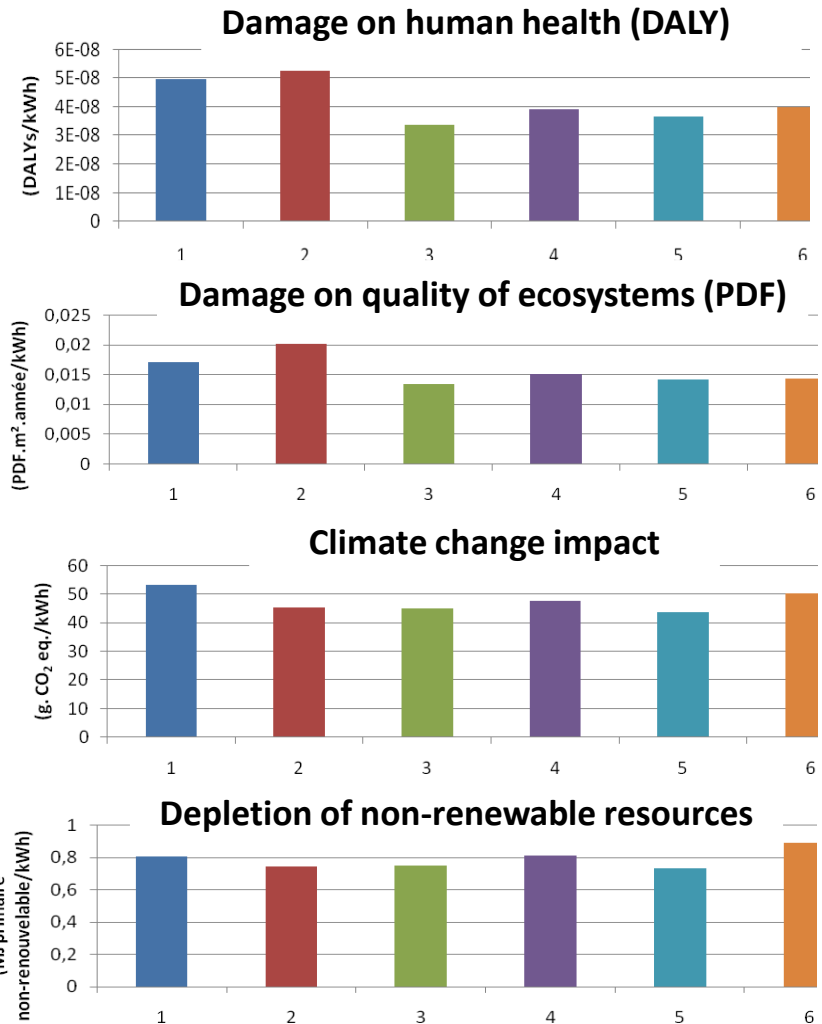 Damage on human health (DALY)
(DALYs/kWh)
6E-08
5E-08
4E-08
3E-08
2E-08
1E-08
0
1 2 3 4 5 6
Damage on quality of ecosystems (PDF)
(PDF.m².année/kWh)
0,025
0,02
0,015
0,01
0,005
0
1 2 3 4 5 6
Climate change impact
(g. CO₂ eq./kWh)
60
50
40
30
20
10
0
1 2 3 4 5 6
Depletion of non-renewable resources
primaire
non-renouvelable/kWh)
1
0,8
0,6
0,4
0,2
0
1 2 3 4 5 6